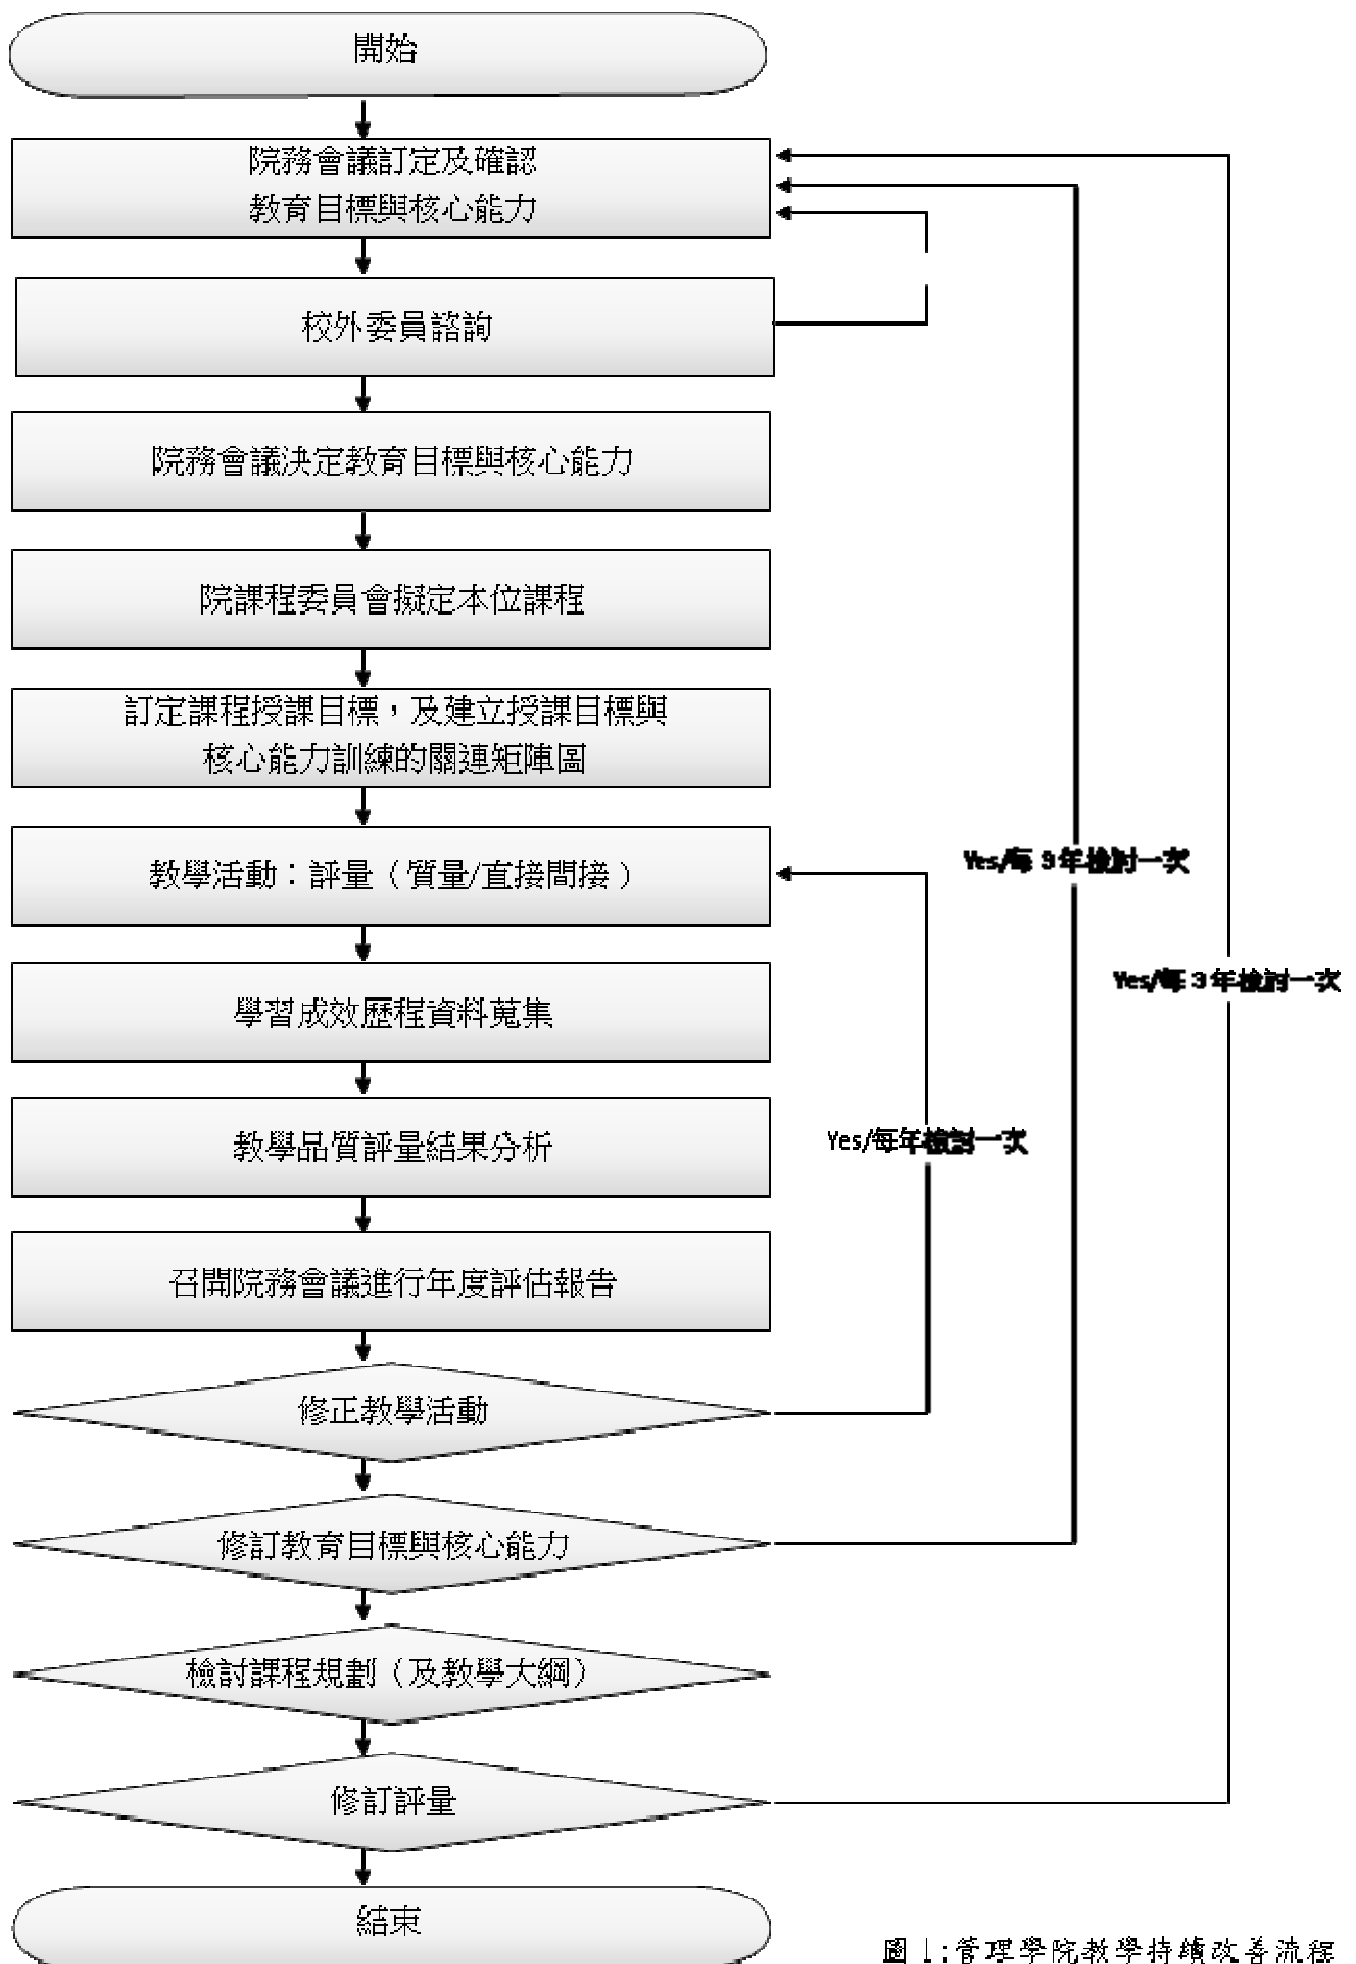 開始
院務會議訂定及確認
教育目標與核心能力
校外委員諮詢
院務會議決定教育目標與核心能力
院課程委員會擬定本位課程
訂定課程授課目標，及建立授課目標與
核心能力訓練的關連矩陣圖
教學活動：評量（質量/直接間接）
學習成效歷程資料蒐集
教學品質評量結果分析
召開院務會議進行年度評估報告
修正教學活動
修訂教育目標與核心能力
檢討課程規劃（及教學大綱）
修訂評量
結束
Yes/每 3 年檢討一次
Yes/每 3 年檢討一次
Yes/每年檢討一次
圖 1:管理學院教學持續改善流程